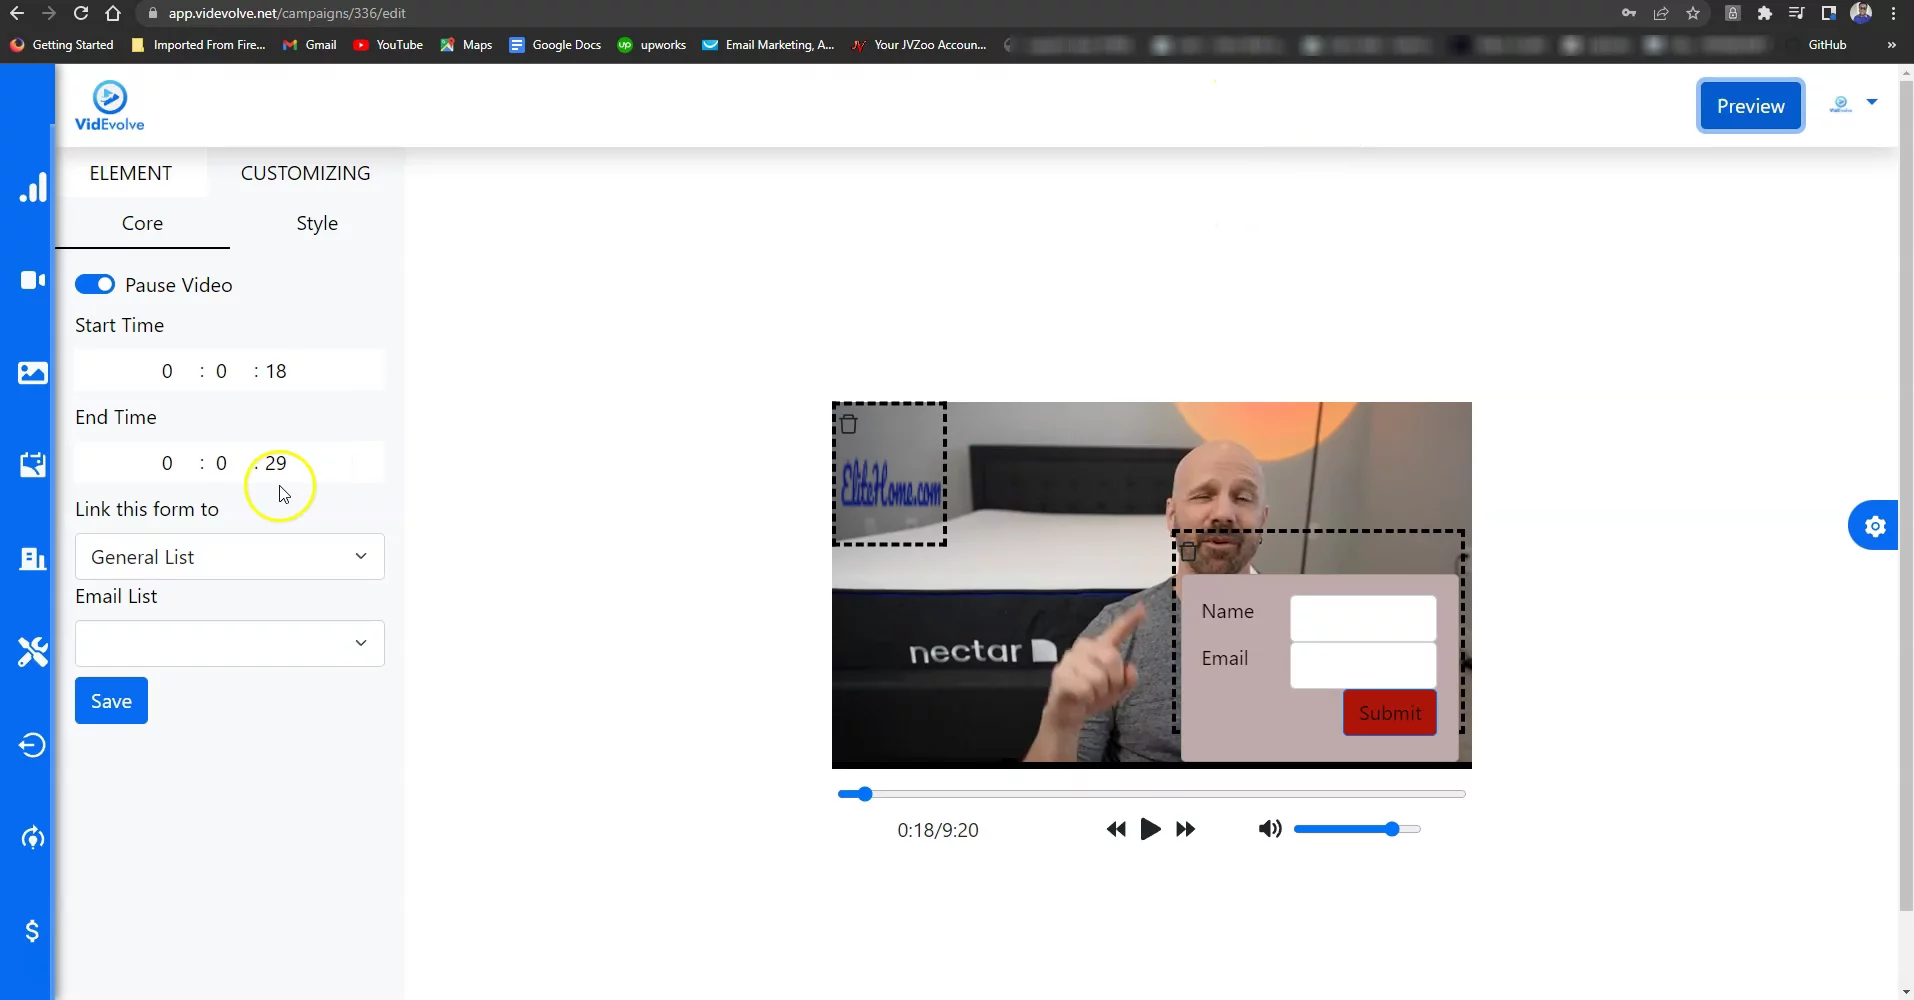 app.videvolve.net/campaigns/336/edit
Getting Started
Imported From Fire...
Gmail
YouTube
Maps
Google Docs
up
upworks
Email Marketing, A...
Your JVZoo Accoun...
GitHub
»
VidEvolve
Preview
ELEMENT
CUSTOMIZING
Core
Style
Pause Video
Start Time
0 : 0 : 18
End Time
0 : 0 : 29
Link this form to
General List
Email List
Save
EliteHome.com
nectar
Name
Email
Submit
0:18/9:20
$